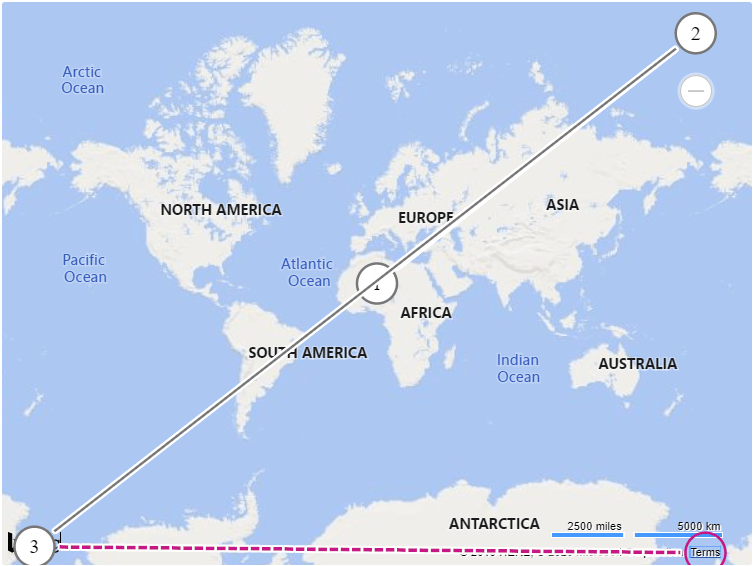 2
Arctic
Ocean
NORTH AMERICA
EUROPE
ASIA
Pacific
Ocean
Atlantic
Ocean
1
AFRICA
SOUTH AMERICA
Indian
Ocean
AUSTRALIA
ANTARCTICA
2500 miles
5000 km
3
Terms